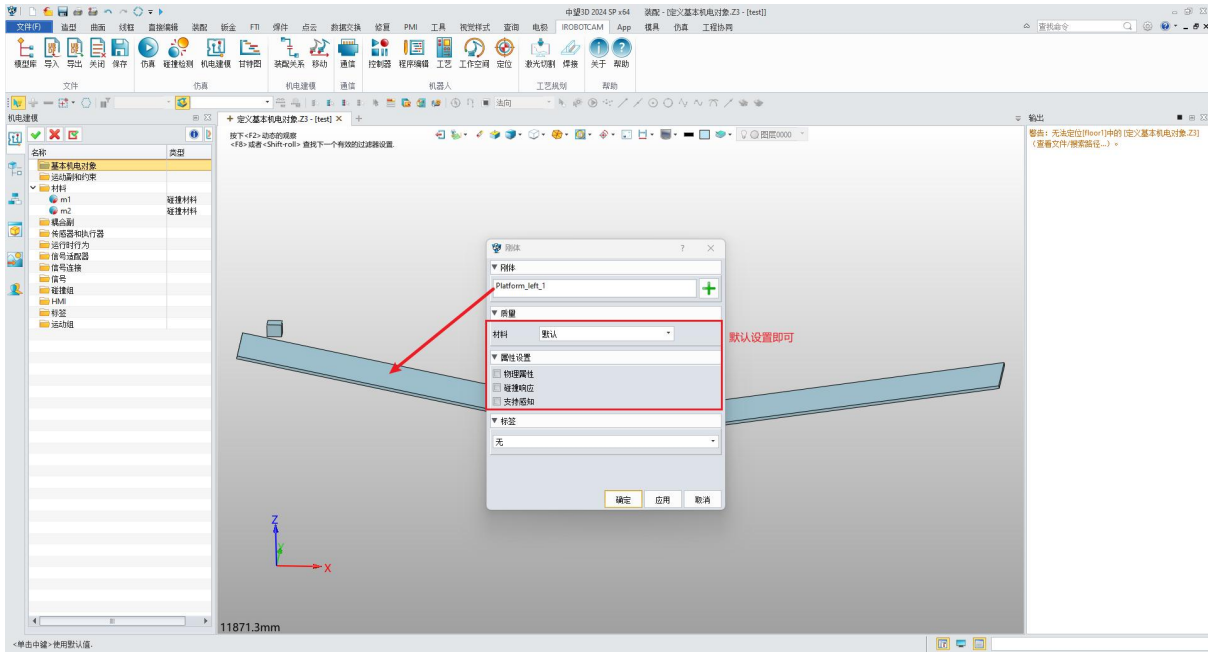 中望3D 2024 SP x64 装配 - [定义基本机电对象.Z3 - [test]]
文件(F) 造型 曲面 线框 直接编辑 装配 钣金 FTI 焊件 点云 数据交换 修复 PMI 工具 视觉样式 查询 电极 IROBOTCAM App 模具 仿真 工程协同 查找命令
模型库 导入 导出 关闭 保存 仿真 碰撞检测 机电建模 甘特图 装配关系 移动 通信 控制器 程序编辑 工艺 工作空间 定位 激光切割 焊接 关于 帮助
文件 仿真 机电建模 通信 机器人 工艺规划 帮助
法向
机电建模
定义基本机电对象.Z3 - [test]
输出
按下<F2> 动态的观察
<F8> 或者<Shift-roll> 查找下一个有效的过滤器设置.
图层0000
警告: 无法定位[floor1]中的 [定义基本机电对象.Z3]
(查看文件/搜索路径...) 。
名称 类型
基本机电对象
运动副和约束
材料
m1 碰撞材料
m2 碰撞材料
耦合副
传感器和执行器
运行时行为
信号适配器
信号连接
信号
碰撞组
HMI
标签
运动组
刚体 ?
刚体
Platform_left_1
质量
材料 默认
默认设置即可
属性设置
物理属性
碰撞响应
支持感知
标签
无
确定 应用 取消
Z
Y
X
11871.3mm
<单击中键> 使用默认值.